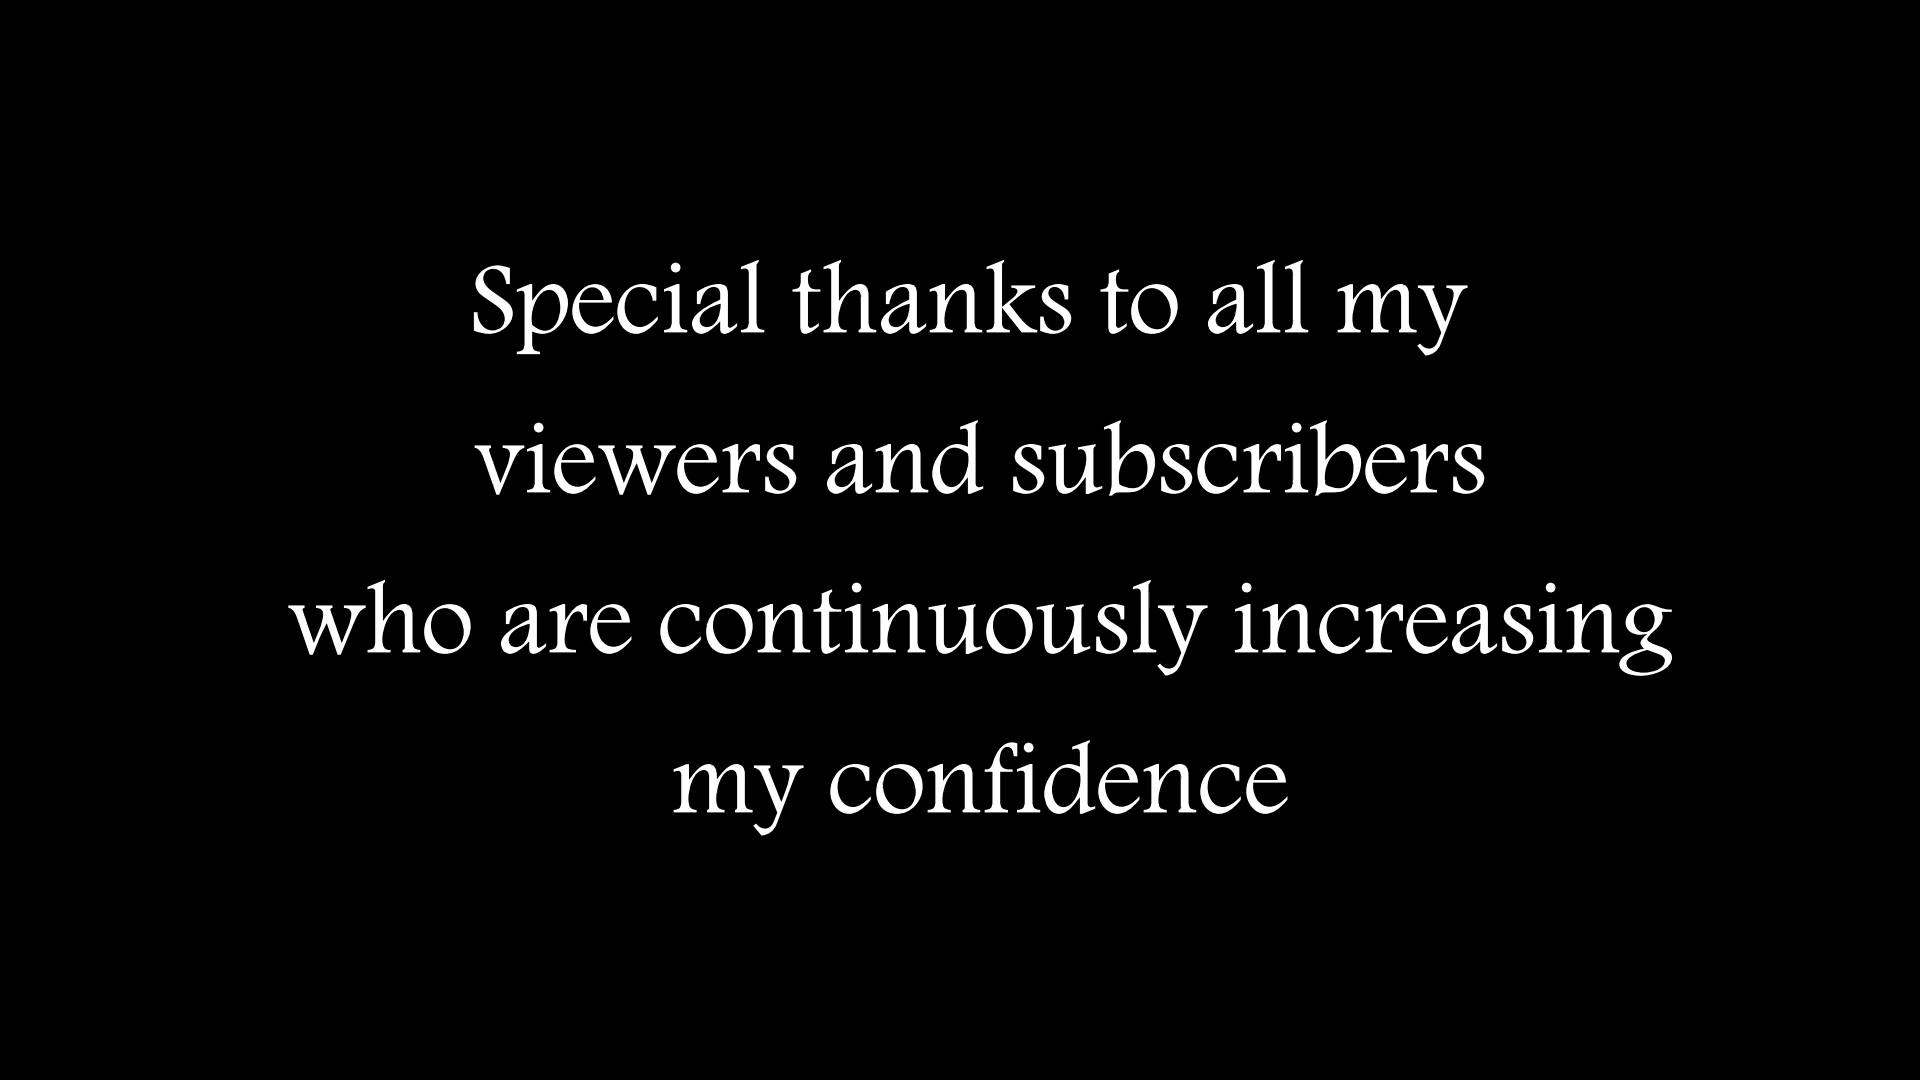 Special thanks to all my
viewers and subscribers
who are continuously increasing
my confidence